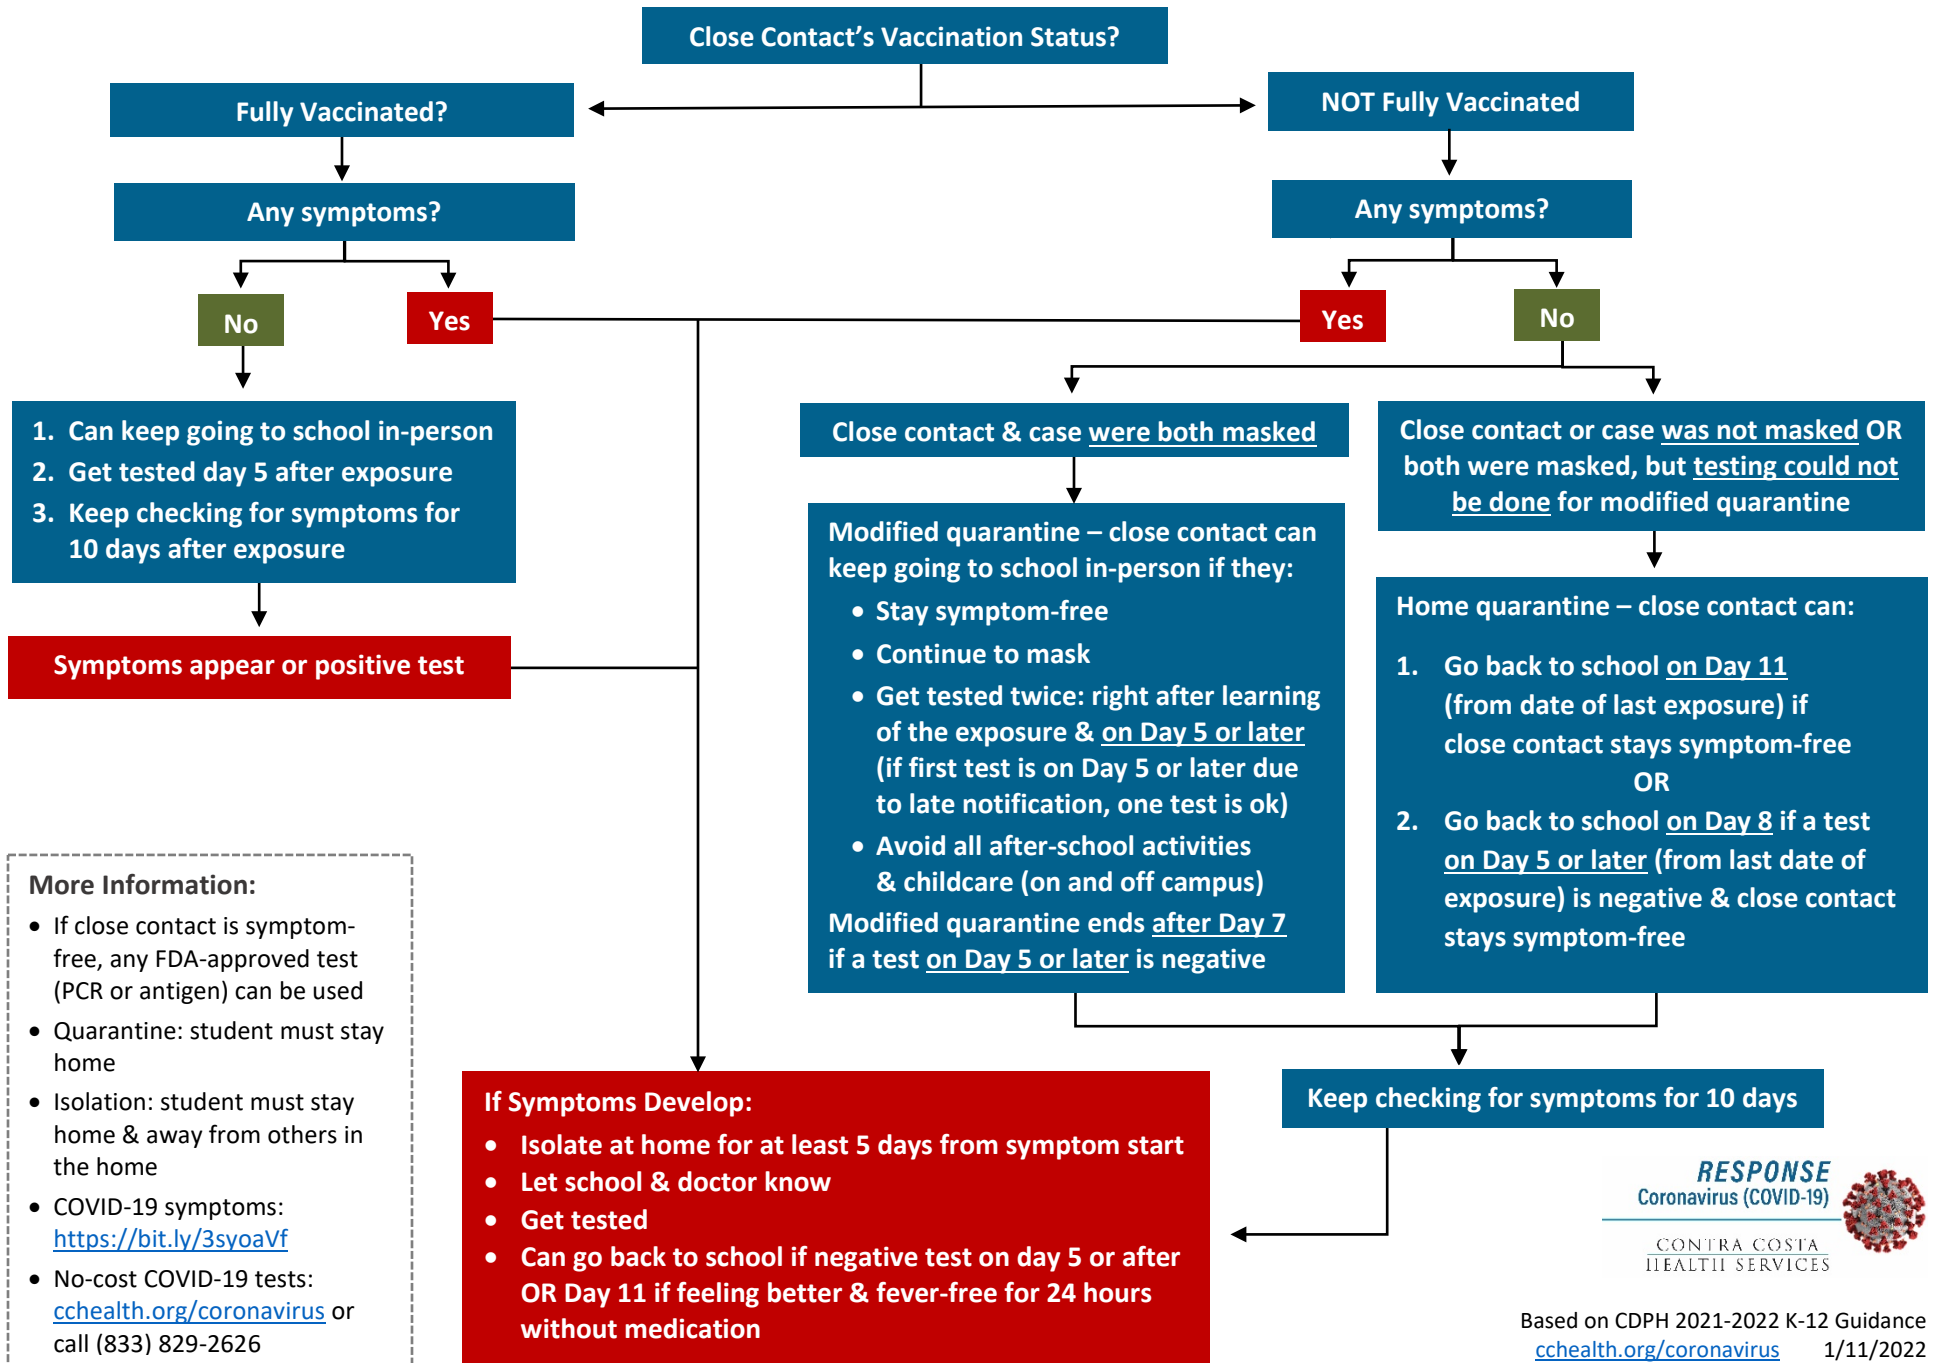 Close Contact’s Vaccination Status?
Fully Vaccinated?
NOT Fully Vaccinated
Any symptoms?
Any symptoms?
No
Yes
Yes
No
1. Can keep going to school in-person
2. Get tested day 5 after exposure
3. Keep checking for symptoms for
10 days after exposure
Symptoms appear or positive test
Close contact & case were both masked
Modified quarantine – close contact can
keep going to school in-person if they:
• Stay symptom-free
• Continue to mask
• Get tested twice: right after learning
of the exposure & on Day 5 or later
(if first test is on Day 5 or later due
to late notification, one test is ok)
• Avoid all after-school activities
& childcare (on and off campus)
Modified quarantine ends after Day 7
if a test on Day 5 or later is negative
Close contact or case was not masked OR
both were masked, but testing could not
be done for modified quarantine
Home quarantine – close contact can:
1. Go back to school on Day 11
(from date of last exposure) if
close contact stays symptom-free
OR
2. Go back to school on Day 8 if a test
on Day 5 or later (from last date of
exposure) is negative & close contact
stays symptom-free
Keep checking for symptoms for 10 days
If Symptoms Develop:
• Isolate at home for at least 5 days from symptom start
• Let school & doctor know
• Get tested
• Can go back to school if negative test on day 5 or after
OR Day 11 if feeling better & fever-free for 24 hours
without medication
More Information:
• If close contact is symptom-
free, any FDA-approved test
(PCR or antigen) can be used
• Quarantine: student must stay
home
• Isolation: student must stay
home & away from others in
the home
• COVID-19 symptoms:
https://bit.ly/3syoaVf
• No-cost COVID-19 tests:
cchealth.org/coronavirus or
call (833) 829-2626
RESPONSE
Coronavirus (COVID-19)
CONTRA COSTA
HEALTH SERVICES
Based on CDPH 2021-2022 K-12 Guidance
cchealth.org/coronavirus 1/11/2022